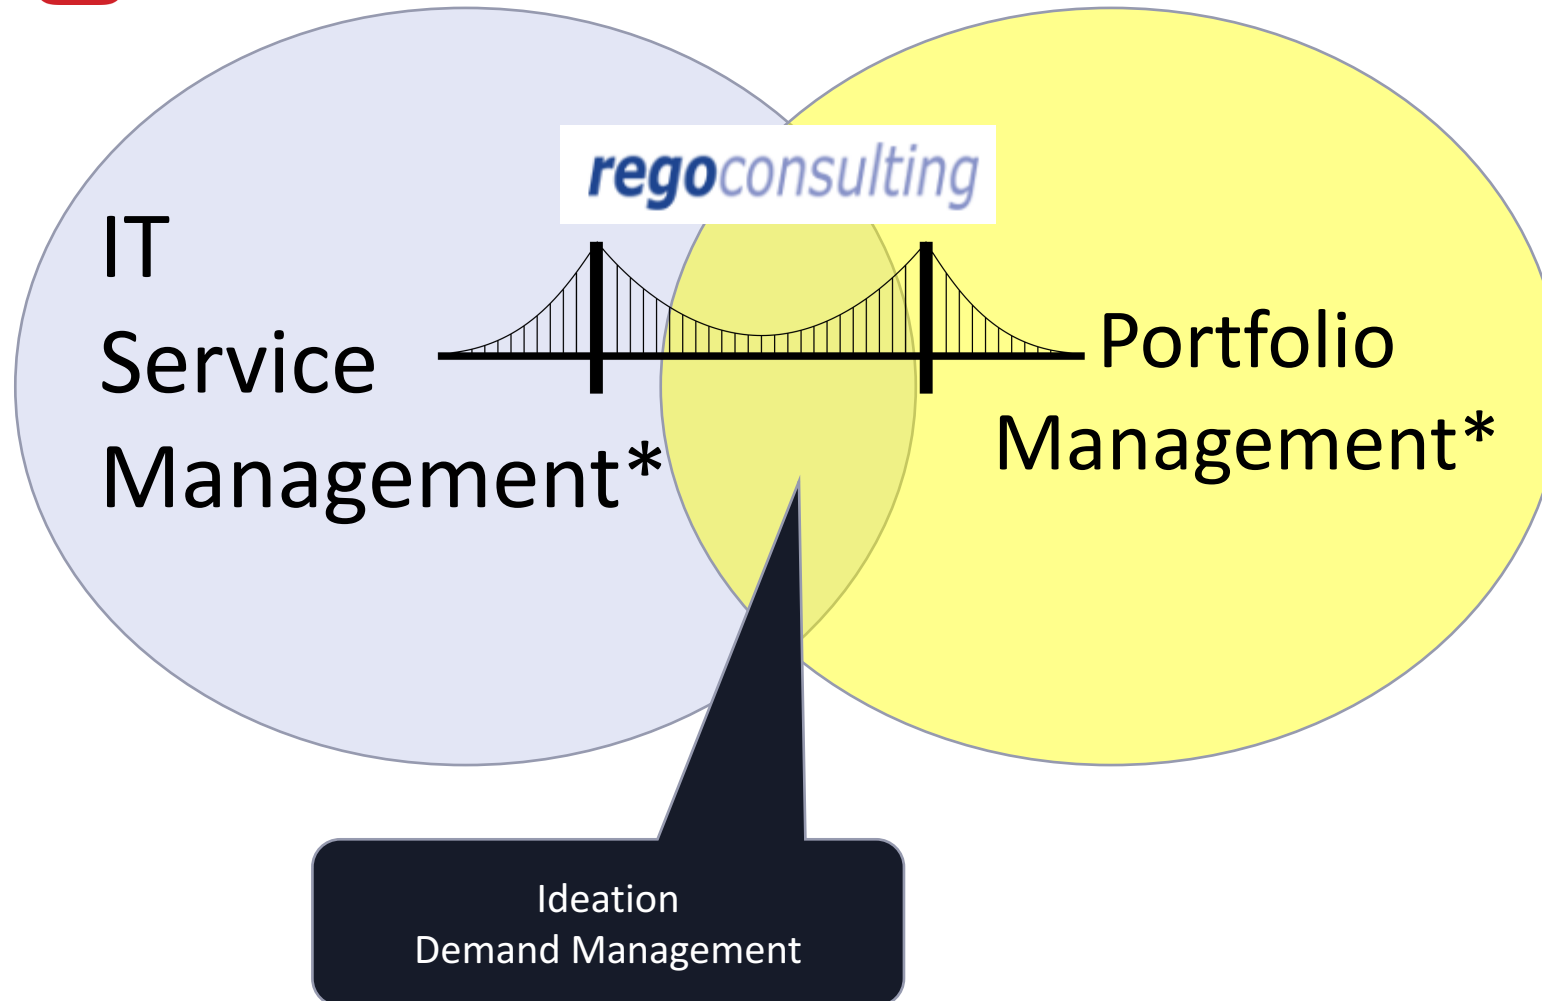 regoconsulting
IT
Service
Management*
Portfolio
Management*
Ideation
Demand Management